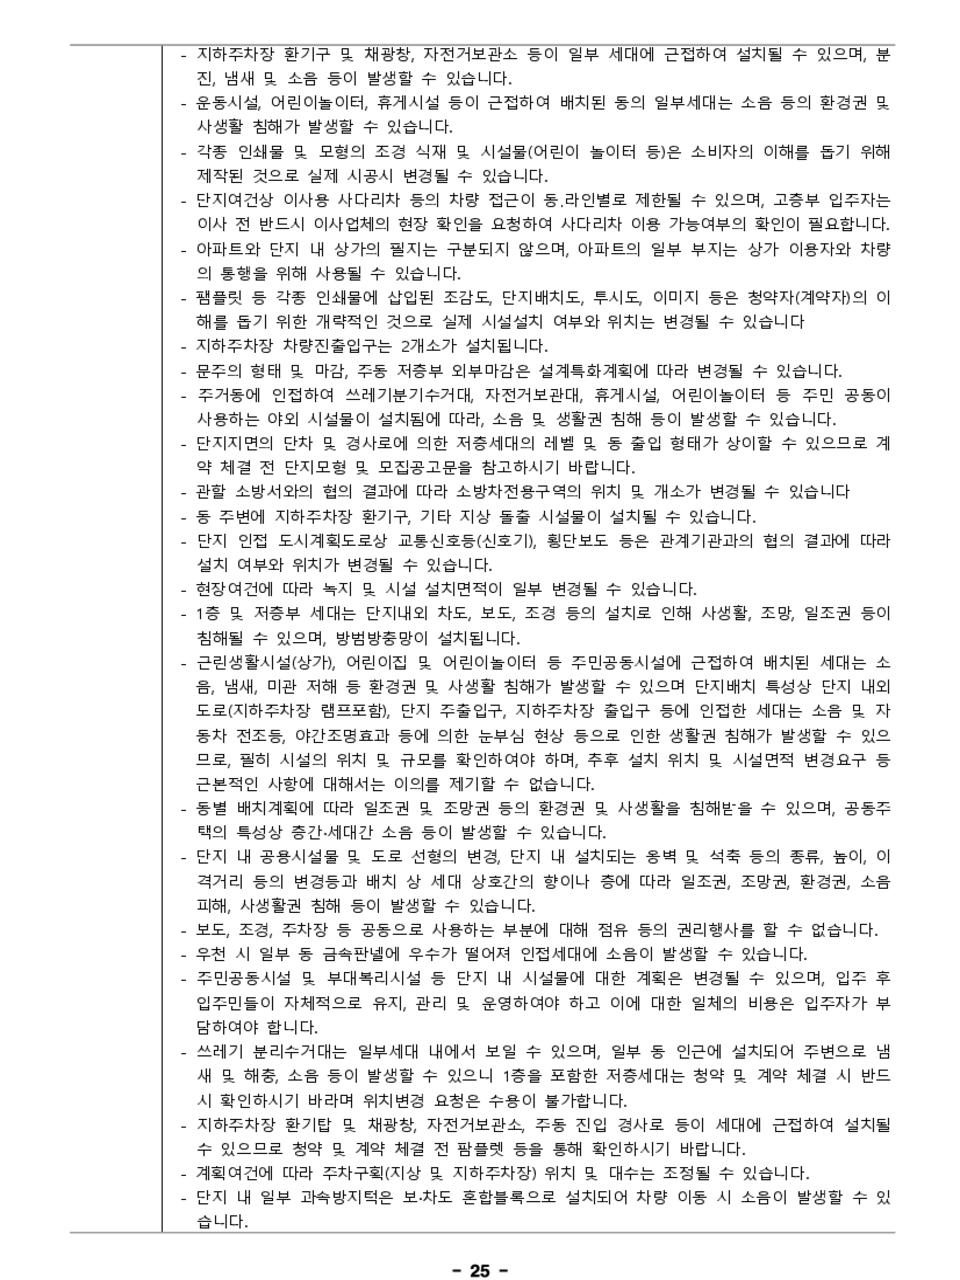 - 지하주차장 환기구 및 채광창, 자전거보관소 등이 일부 세대에 근접하여 설치될 수 있으며, 분
진, 냄새 및 소음 등이 발생할 수 있습니다.
- 운동시설, 어린이놀이터, 휴게시설 등이 근접하여 배치된 동의 일부세대는 소음 등의 환경권 및
사생활 침해가 발생할 수 있습니다.
- 각종 인쇄물 및 모형의 조경 식재 및 시설물(어린이 놀이터 등)은 소비자의 이해를 돕기 위해
제작된 것으로 실제 시공시 변경될 수 있습니다.
- 단지여건상 이사용 사다리차 등의 차량 접근이 동.라인별로 제한될 수 있으며, 고층부 입주자는
이사 전 반드시 이사업체의 현장 확인을 요청하여 사다리차 이용 가능여부의 확인이 필요합니다.
- 아파트와 단지 내 상가의 필지는 구분되지 않으며, 아파트의 일부 부지는 상가 이용자와 차량
의 통행을 위해 사용될 수 있습니다.
- 팸플릿 등 각종 인쇄물에 삽입된 조감도, 단지배치도, 투시도, 이미지 등은 청약자(계약자)의 이
해를 돕기 위한 개략적인 것으로 실제 시설설치 여부와 위치는 변경될 수 있습니다
- 지하주차장 차량진출입구는 2개소가 설치됩니다.
- 문주의 형태 및 마감, 주동 저층부 외부마감은 설계특화계획에 따라 변경될 수 있습니다.
- 주거동에 인접하여 쓰레기분기수거대, 자전거보관대, 휴게시설, 어린이놀이터 등 주민 공동이
사용하는 야외 시설물이 설치됨에 따라, 소음 및 생활권 침해 등이 발생할 수 있습니다.
- 단지지면의 단차 및 경사로에 의한 저층세대의 레벨 및 동 출입 형태가 상이할 수 있으므로 계
약 체결 전 단지모형 및 모집공고문을 참고하시기 바랍니다.
- 관할 소방서와의 협의 결과에 따라 소방차전용구역의 위치 및 개소가 변경될 수 있습니다
- 동 주변에 지하주차장 환기구, 기타 지상 돌출 시설물이 설치될 수 있습니다.
- 단지 인접 도시계획도로상 교통신호등(신호기), 횡단보도 등은 관계기관과의 협의 결과에 따라
설치 여부와 위치가 변경될 수 있습니다.
- 현장여건에 따라 녹지 및 시설 설치면적이 일부 변경될 수 있습니다.
- 1층 및 저층부 세대는 단지내외 차도, 보도, 조경 등의 설치로 인해 사생활, 조망, 일조권 등이
침해될 수 있으며, 방범방충망이 설치됩니다.
- 근린생활시설(상가), 어린이집 및 어린이놀이터 등 주민공동시설에 근접하여 배치된 세대는 소
음, 냄새, 미관 저해 등 환경권 및 사생활 침해가 발생할 수 있으며 단지배치 특성상 단지 내외
도로(지하주차장 램프포함), 단지 주출입구, 지하주차장 출입구 등에 인접한 세대는 소음 및 자
동차 전조등, 야간조명효과 등에 의한 눈부심 현상 등으로 인한 생활권 침해가 발생할 수 있으
므로, 필히 시설의 위치 및 규모를 확인하여야 하며, 추후 설치 위치 및 시설면적 변경요구 등
근본적인 사항에 대해서는 이의를 제기할 수 없습니다.
- 동별 배치계획에 따라 일조권 및 조망권 등의 환경권 및 사생활을 침해받을 수 있으며, 공동주
택의 특성상 층간·세대간 소음 등이 발생할 수 있습니다.
- 단지 내 공용시설물 및 도로 선형의 변경, 단지 내 설치되는 옹벽 및 석축 등의 종류, 높이, 이
격거리 등의 변경등과 배치 상 세대 상호간의 향이나 층에 따라 일조권, 조망권, 환경권, 소음
피해, 사생활권 침해 등이 발생할 수 있습니다.
- 보도, 조경, 주차장 등 공동으로 사용하는 부분에 대해 점유 등의 권리행사를 할 수 없습니다.
- 우천 시 일부 동 금속판넬에 우수가 떨어져 인접세대에 소음이 발생할 수 있습니다.
- 주민공동시설 및 부대복리시설 등 단지 내 시설물에 대한 계획은 변경될 수 있으며, 입주 후
입주민들이 자체적으로 유지, 관리 및 운영하여야 하고 이에 대한 일체의 비용은 입주자가 부
담하여야 합니다.
- 쓰레기 분리수거대는 일부세대 내에서 보일 수 있으며, 일부 동 인근에 설치되어 주변으로 냄
새 및 해충, 소음 등이 발생할 수 있으니 1층을 포함한 저층세대는 청약 및 계약 체결 시 반드
시 확인하시기 바라며 위치변경 요청은 수용이 불가합니다.
- 지하주차장 환기탑 및 채광창, 자전거보관소, 주동 진입 경사로 등이 세대에 근접하여 설치될
수 있으므로 청약 및 계약 체결 전 팜플렛 등을 통해 확인하시기 바랍니다.
- 계획여건에 따라 주차구획(지상 및 지하주차장) 위치 및 대수는 조정될 수 있습니다.
- 단지 내 일부 과속방지턱은 보·차도 혼합블록으로 설치되어 차량 이동 시 소음이 발생할 수 있
습니다.
- 25 -